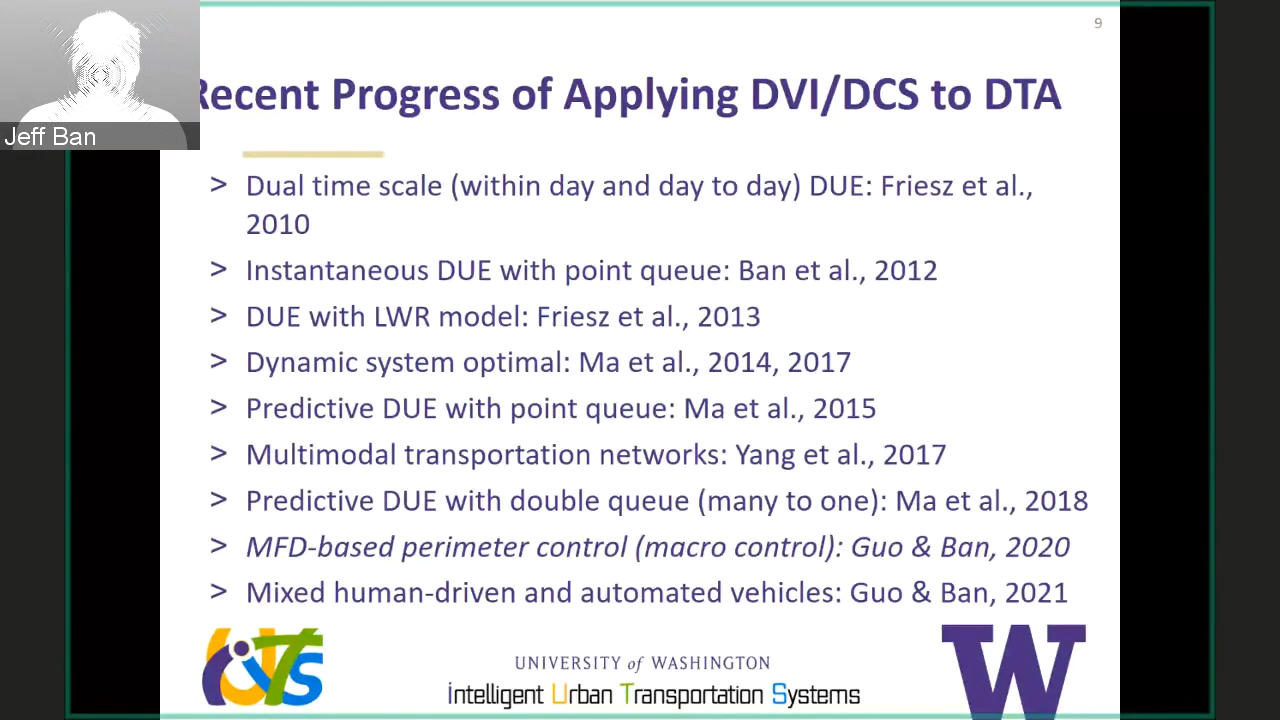 9
Jeff Ban
Recent Progress of Applying DVI/DCS to DTA
> Dual time scale (within day and day to day) DUE: Friesz et al.,
2010
> Instantaneous DUE with point queue: Ban et al., 2012
> DUE with LWR model: Friesz et al., 2013
> Dynamic system optimal: Ma et al., 2014, 2017
> Predictive DUE with point queue: Ma et al., 2015
> Multimodal transportation networks: Yang et al., 2017
> Predictive DUE with double queue (many to one): Ma et al., 2018
> MFD-based perimeter control (macro control): Guo & Ban, 2020
> Mixed human-driven and automated vehicles: Guo & Ban, 2021
iUTS
UNIVERSITY of WASHINGTON
intelligent Urban Transportation Systems
W